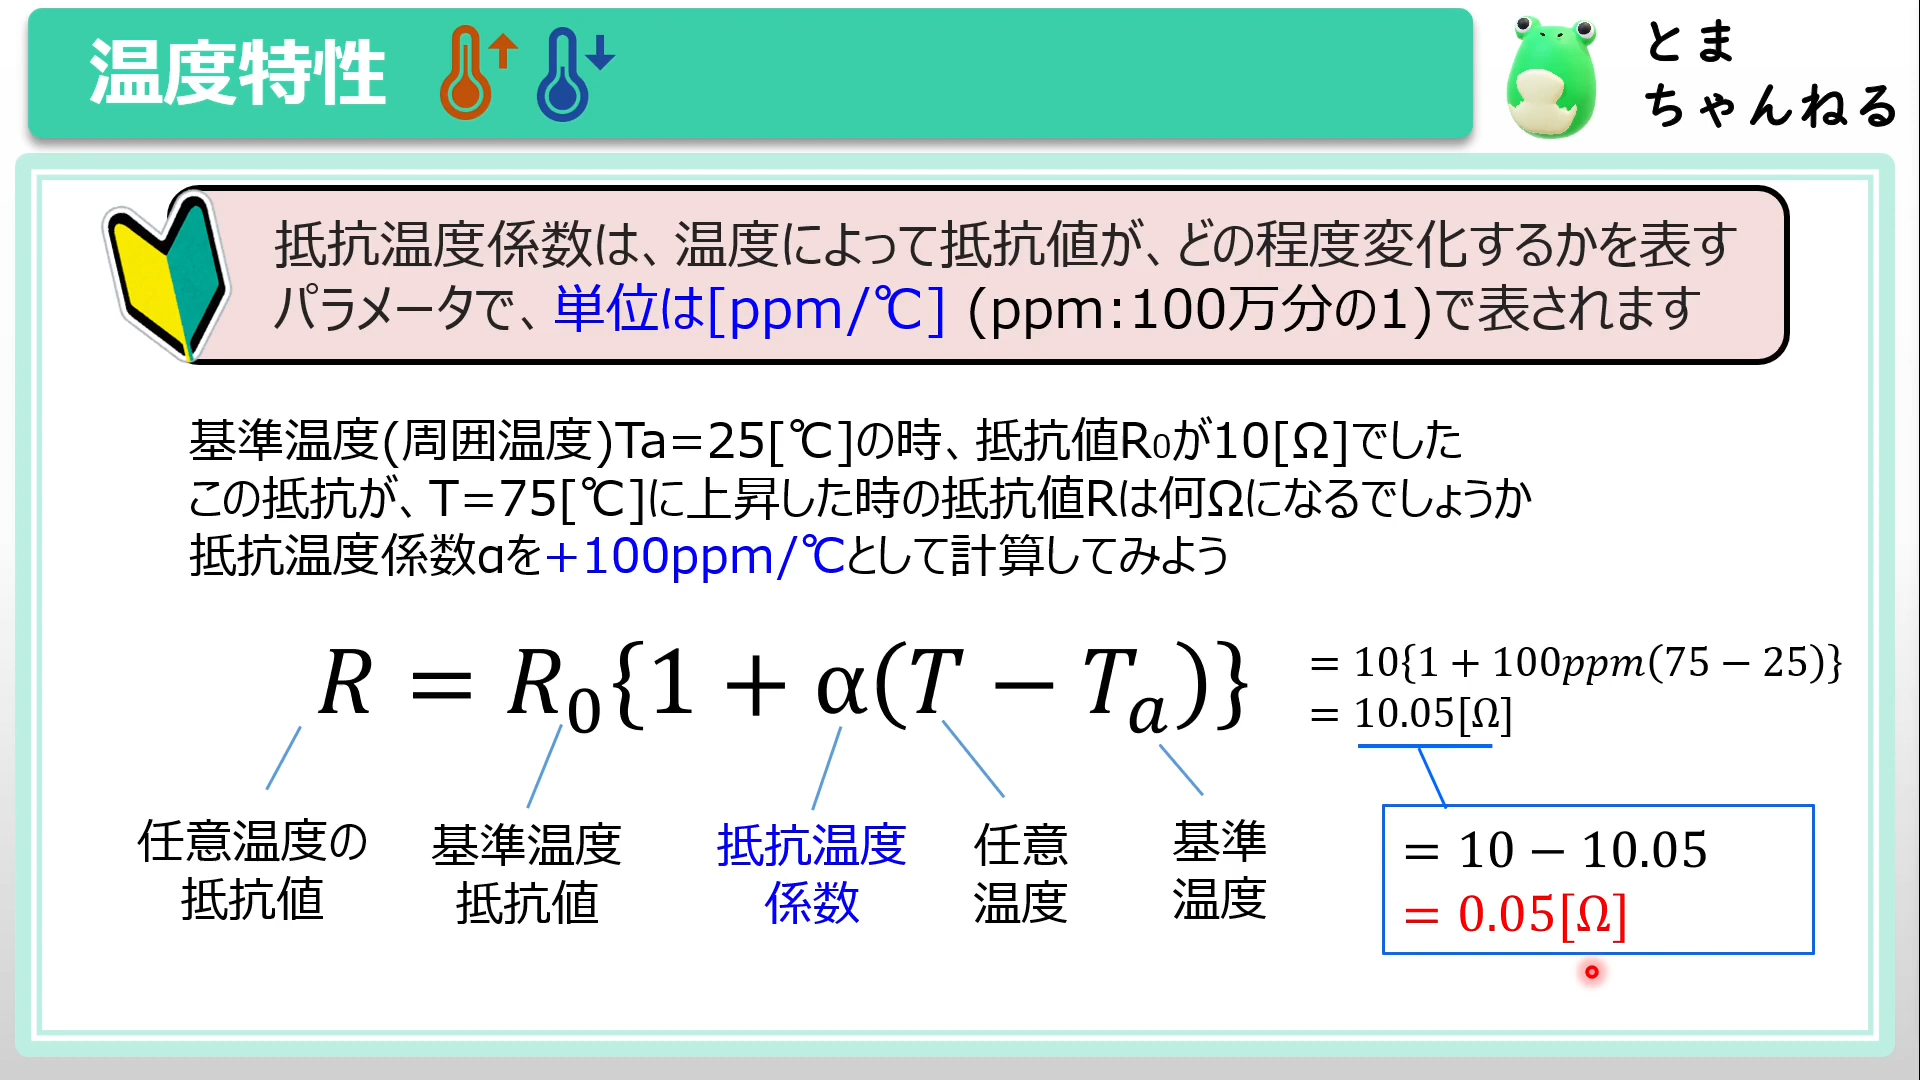 温度特性
とま
ちゃんねる
抵抗温度係数は、温度によって抵抗値が、どの程度変化するかを表す
パラメータで、単位は[ppm/℃] (ppm:100万分の1)で表されます
基準温度(周囲温度)Ta=25[℃]の時、抵抗値R₀が10[Ω]でした
この抵抗が、T=75[℃]に上昇した時の抵抗値Rは何Ωになるでしょうか
抵抗温度係数αを+100ppm/℃として計算してみよう
R = R₀{1 + α(T − Tₐ)}
= 10{1 + 100ppm(75 − 25)}
= 10.05[Ω]
任意温度の
抵抗値
基準温度
抵抗値
抵抗温度
係数
任意
温度
基準
温度
= 10 − 10.05
= 0.05[Ω]